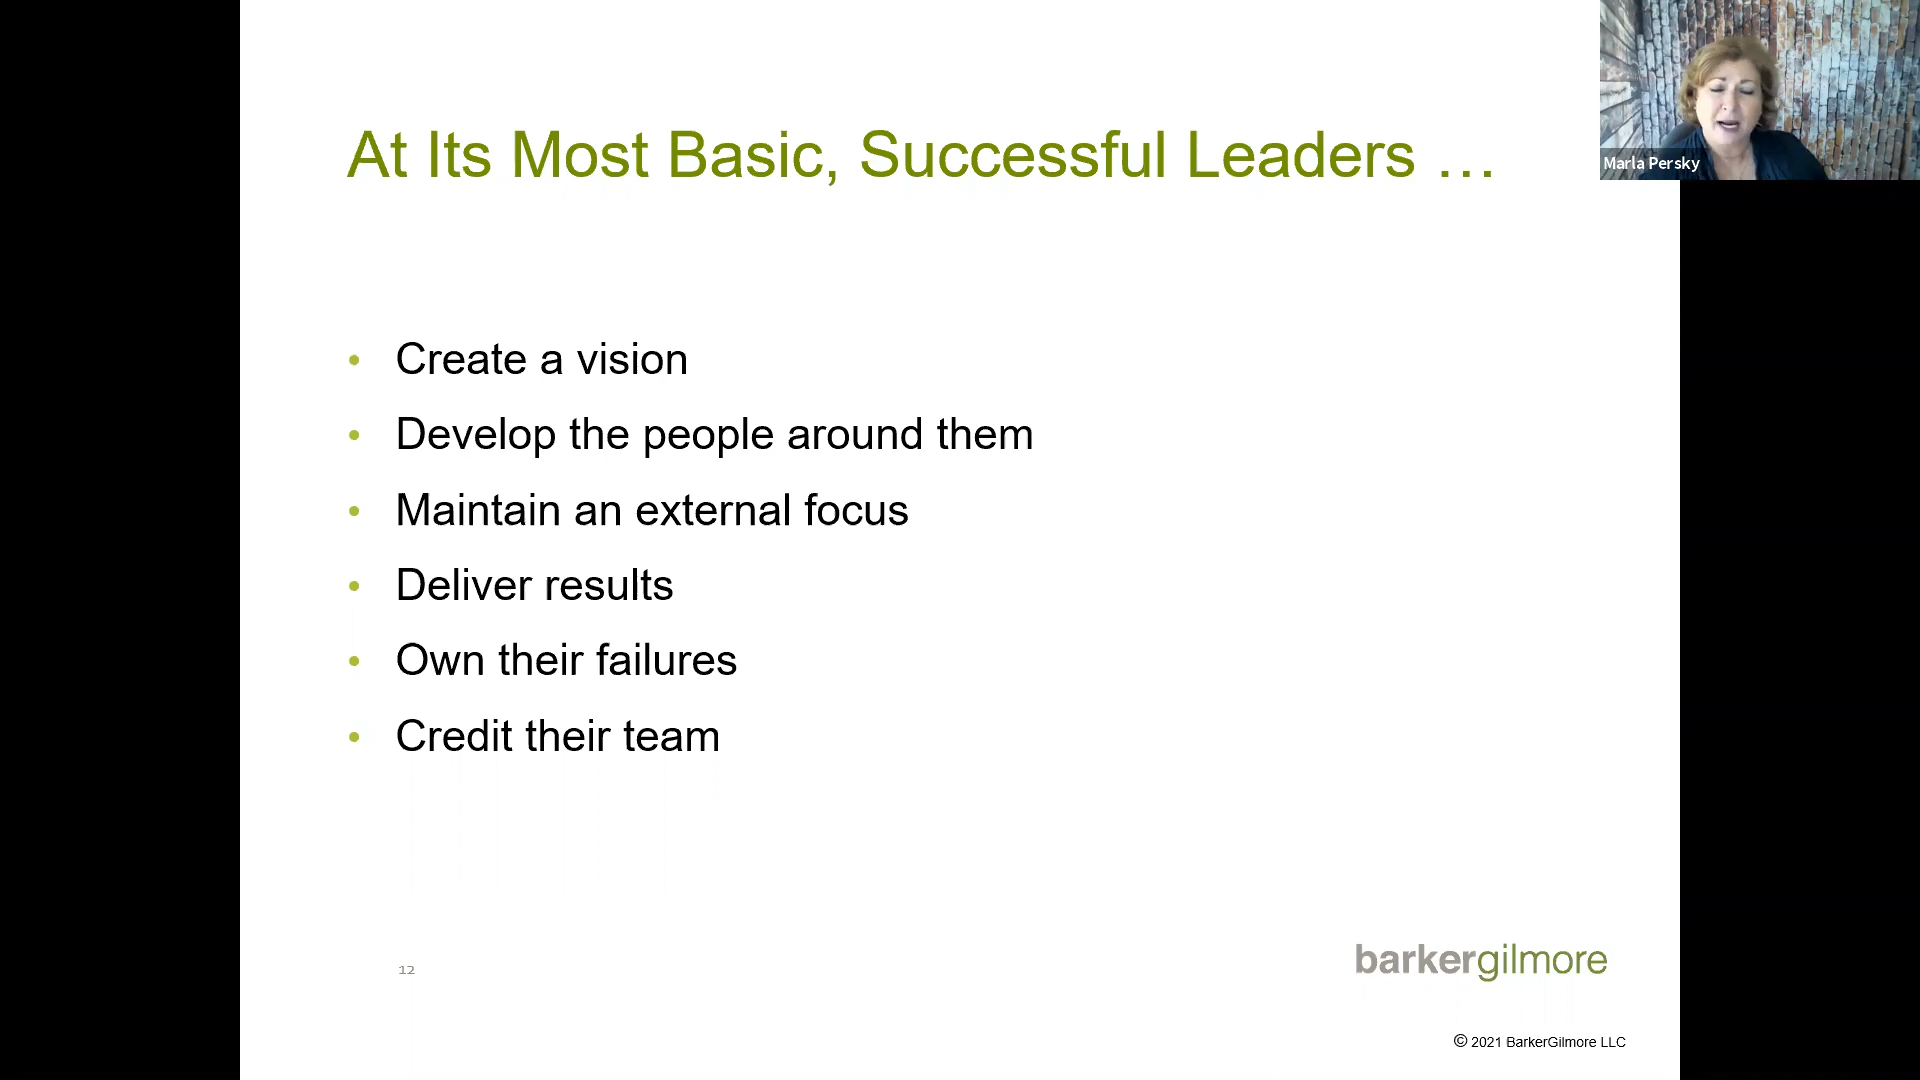 At Its Most Basic, Successful Leaders …
Marla Persky
• Create a vision
• Develop the people around them
• Maintain an external focus
• Deliver results
• Own their failures
• Credit their team
12
barkergilmore
© 2021 BarkerGilmore LLC